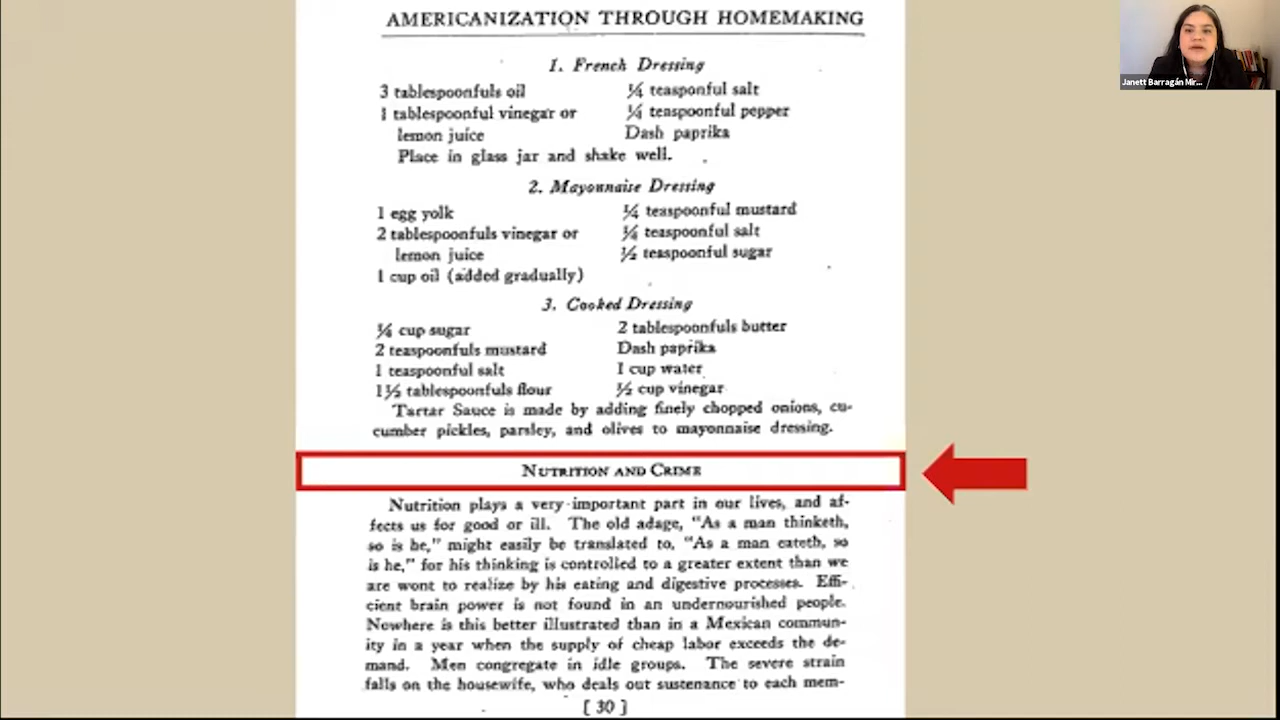 AMERICANIZATION THROUGH HOMEMAKING
1. French Dressing
3 tablespoonfuls oil
1 tablespoonful vinegar or
lemon juice
¼ teasponful salt
¼ teaspoonful pepper
Dash paprika
Place in glass jar and shake well.
2. Mayonnaise Dressing
1 egg yolk
2 tablespoonfuls vinegar or
lemon juice
1 cup oil (added gradually)
¼ teaspoonful mustard
¼ teaspoonful salt
½ teaspoonful sugar
3. Cooked Dressing
¼ cup sugar
2 teaspoonfuls mustard
1 teaspoonful salt
1½ tablespoonfuls flour
2 tablespoonfuls butter
Dash paprika
1 cup water
½ cup vinegar
Tartar Sauce is made by adding finely chopped onions, cu-
cumber pickles, parsley, and olives to mayonnaise dressing.
NUTRITION AND CRIME
Nutrition plays a very important part in our lives, and af-
fects us for good or ill. The old adage, "As a man thinketh,
so is he," might easily be translated to, "As a man eateth, so
is he," for his thinking is controlled to a greater extent than we
are wont to realize by his eating and digestive processes. Effi-
cient brain power is not found in an undernourished people.
Nowhere is this better illustrated than in a Mexican commun-
ity in a year when the supply of cheap labor exceeds the de-
mand. Men congregate in idle groups. The severe strain
falls on the housewife, who deals out sustenance to each mem-
[ 30 ]
Janett Barragán Mir...